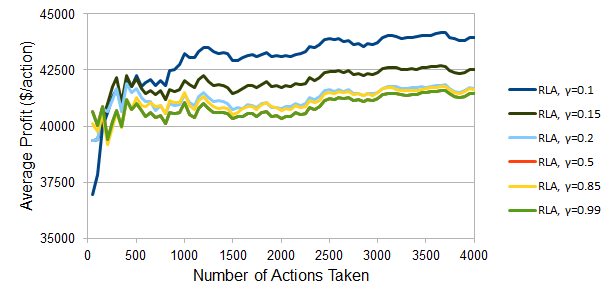 45000
42500
40000
37500
35000
Average Profit ($/action)
0
500
1000
1500
2000
2500
3000
3500
4000
Number of Actions Taken
RLA, γ=0.1
RLA, γ=0.15
RLA, γ=0.2
RLA, γ=0.5
RLA, γ=0.85
RLA, γ=0.99